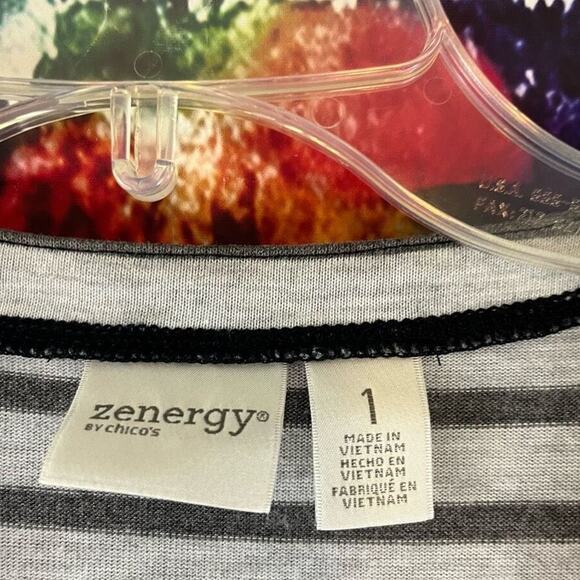 zenergy®
BY CHICO'S
1
MADE IN
VIETNAM
HECHO EN
VIETNAM
FABRIQUÉ EN
VIETNAM
U.S.A.